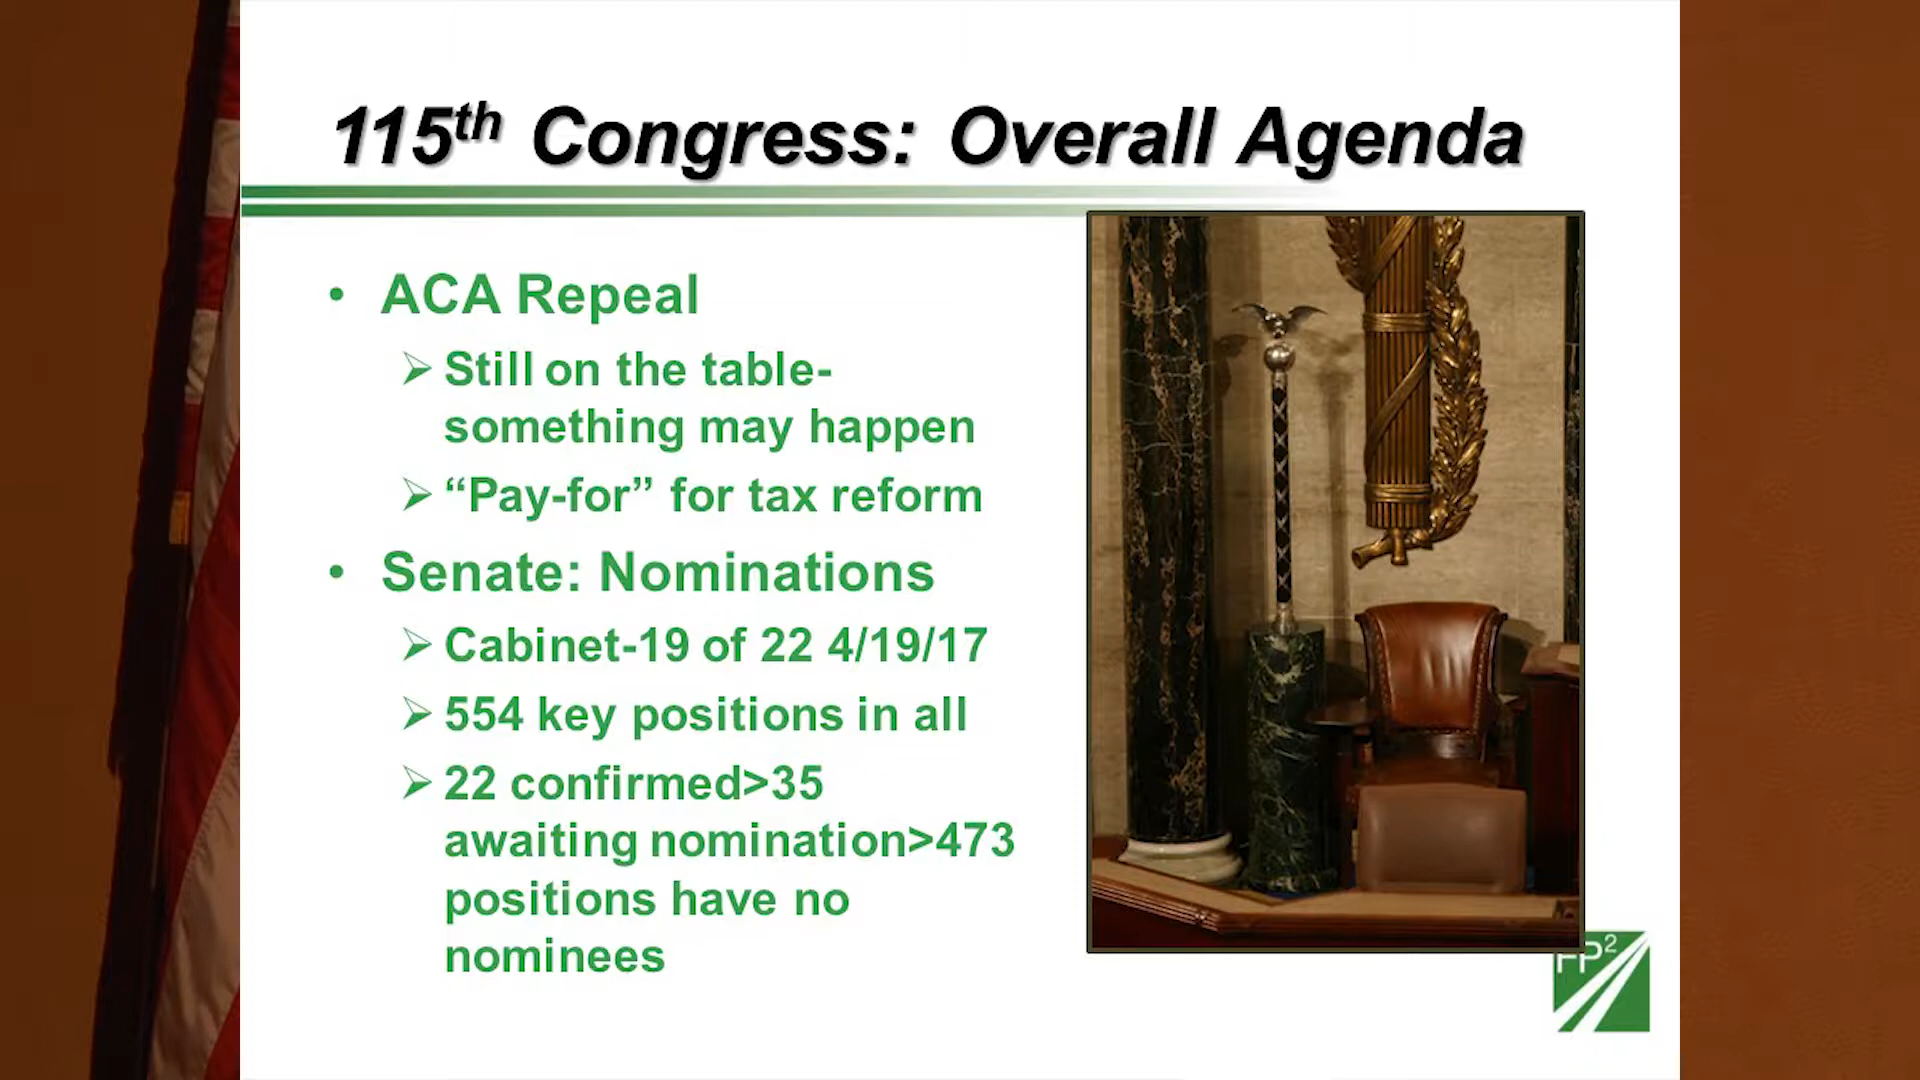 115th Congress: Overall Agenda
• ACA Repeal
➢ Still on the table-
something may happen
➢ “Pay-for” for tax reform
• Senate: Nominations
➢ Cabinet-19 of 22 4/19/17
➢ 554 key positions in all
➢ 22 confirmed>35
awaiting nomination>473
positions have no
nominees
FP²